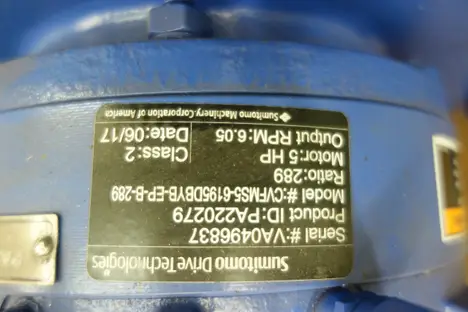 Sumitomo Drive Technologies
Serial #:VA0496837
Product ID:PA220279
Model #:CVFMS5-6195DBYB-EP-B-289
Ratio:289
Motor:5 HP Class:2
Output RPM:6.05 Date:06/17
Sumitomo Machinery Corporation of America